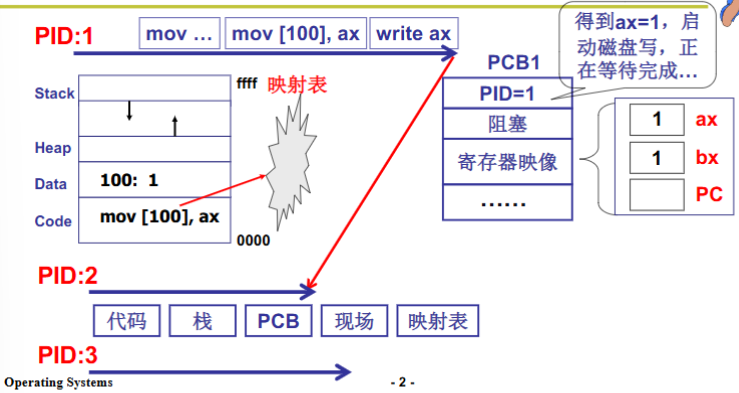 PID:1
mov ...
mov [100], ax
write ax
得到ax=1，启
动磁盘写，正
在等待完成...
PCB1
PID=1
阻塞
寄存器映像
......
1
ax
1
bx
PC
Stack
ffff
映射表
Heap
Data
100: 1
Code
mov [100], ax
0000
PID:2
代码
栈
PCB
现场
映射表
PID:3
Operating Systems
- 2 -